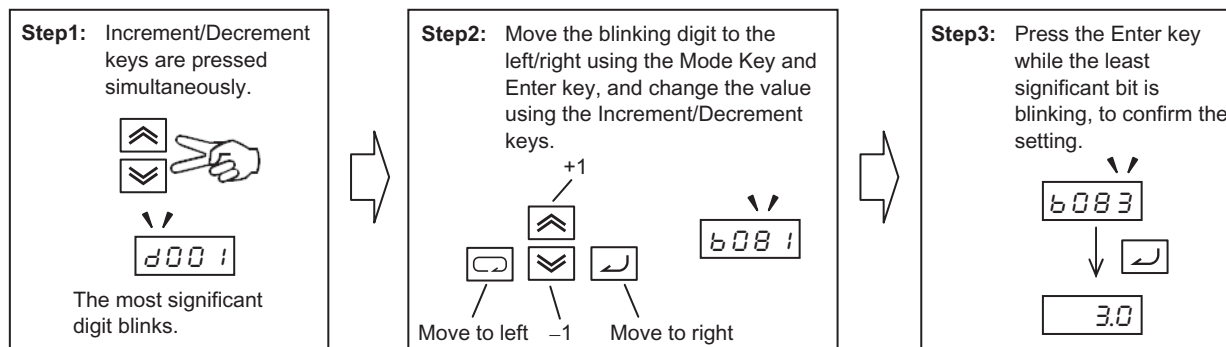 Step1: Increment/Decrement
keys are pressed
simultaneously.
d001
The most significant
digit blinks.
Step2: Move the blinking digit to the
left/right using the Mode Key and
Enter key, and change the value
using the Increment/Decrement
keys.
+1
b081
Move to left –1 Move to right
Step3: Press the Enter key
while the least
significant bit is
blinking, to confirm the
setting.
b083
3.0